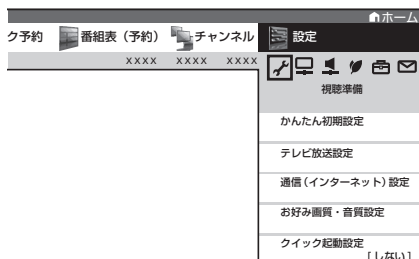 ホーム
ク予約 番組表（予約） チャンネル 設定
xxxx xxxx xxxx
視聴準備
かんたん初期設定
テレビ放送設定
通信（インターネット）設定
お好み画質・音質設定
クイック起動設定
［しない］